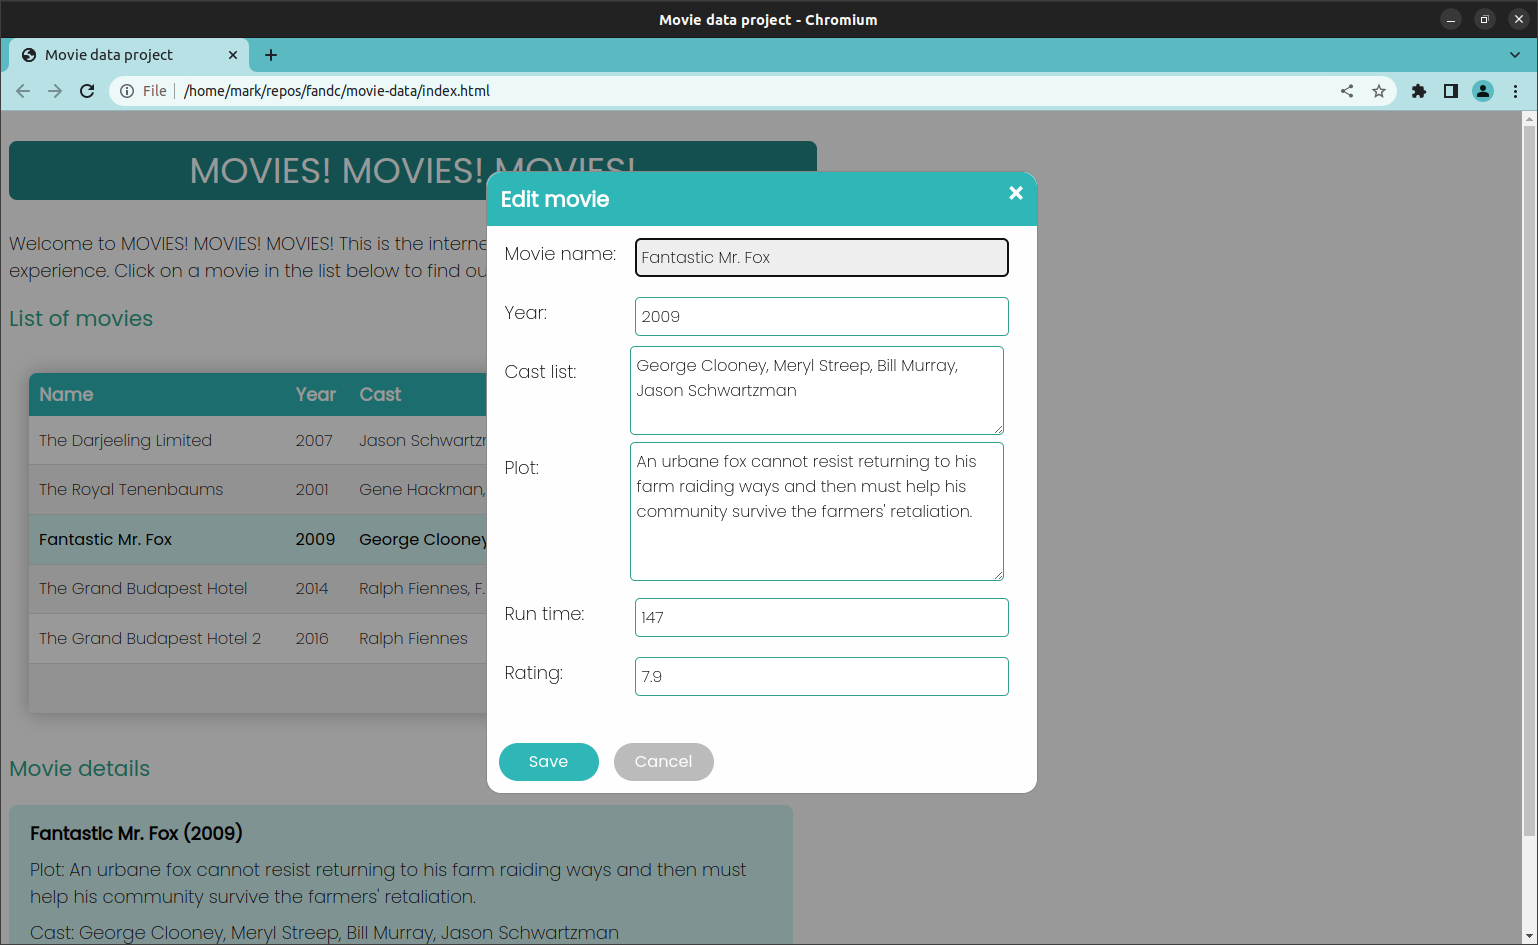 Movie data project - Chromium
Movie data project
File
/home/mark/repos/fandc/movie-data/index.html
MOVIES! MOVIES! MOVIES!
Welcome to MOVIES! MOVIES! MOVIES! This is the interne
experience. Click on a movie in the list below to find ou
List of movies
Name Year Cast
The Darjeeling Limited 2007 Jason Schwartz
The Royal Tenenbaums 2001 Gene Hackman,
Fantastic Mr. Fox 2009 George Clooney
The Grand Budapest Hotel 2014 Ralph Fiennes, F.
The Grand Budapest Hotel 2 2016 Ralph Fiennes
Edit movie
Movie name: Fantastic Mr. Fox
Year: 2009
Cast list: George Clooney, Meryl Streep, Bill Murray,
Jason Schwartzman
Plot: An urbane fox cannot resist returning to his
farm raiding ways and then must help his
community survive the farmers' retaliation.
Run time: 147
Rating: 7.9
Save Cancel
Movie details
Fantastic Mr. Fox (2009)
Plot: An urbane fox cannot resist returning to his farm raiding ways and then must
help his community survive the farmers' retaliation.
Cast: George Clooney, Meryl Streep, Bill Murray, Jason Schwartzman